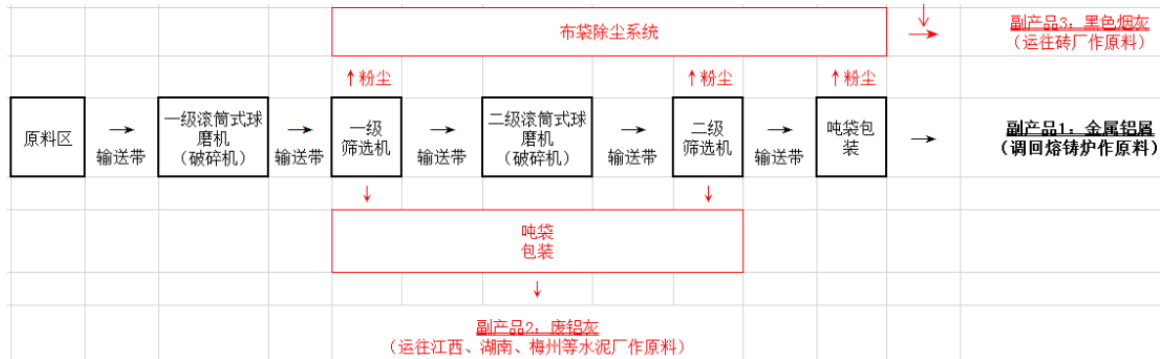 布袋除尘系统
副产品3：黑色烟灰
（运往砖厂作原料）
↑粉尘
↑粉尘
↑粉尘
原料区
→
输送带
一级滚筒式球
磨机
（破碎机）
→
输送带
一级
筛选机
→
输送带
二级滚筒式球
磨机
（破碎机）
→
输送带
二级
筛选机
→
输送带
吨袋包
装
→
副产品1：金属铝屑
（调回熔铸炉作原料）
吨袋
包装
副产品2：废铝灰
（运往江西、湖南、梅州等水泥厂作原料）